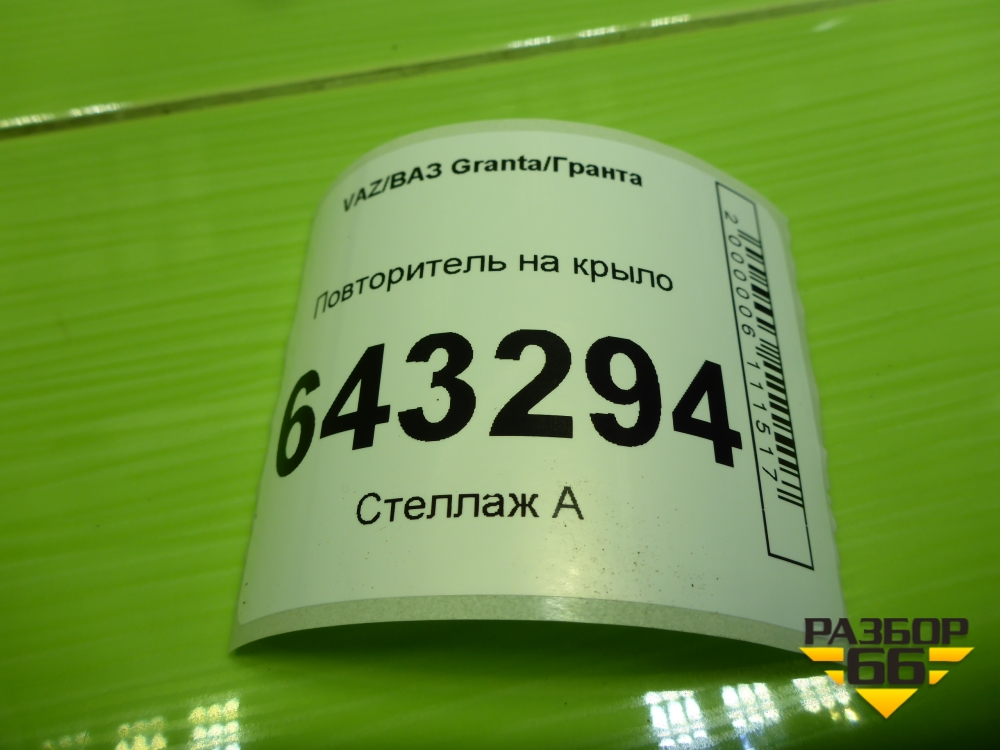 VAZ/ВАЗ Granta/Гранта
Повторитель на крыло
643294
Стеллаж А
2000006111517
РАЗБОР
66